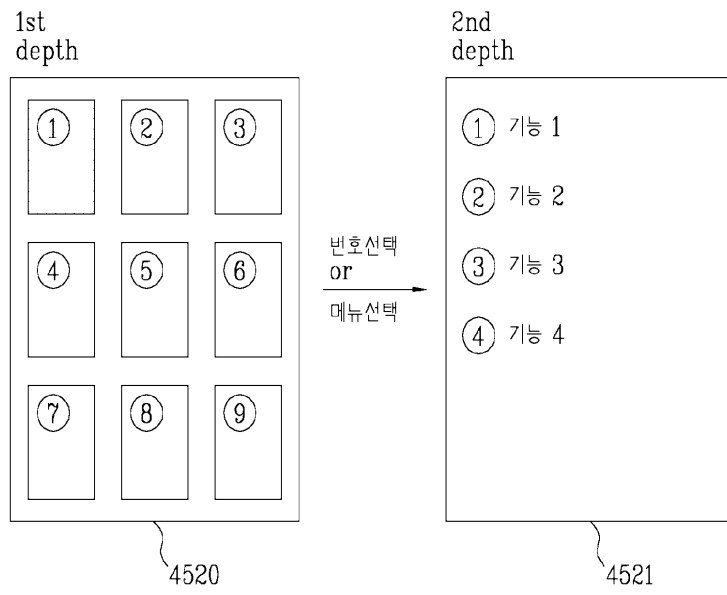 1st
depth
① ② ③
④ ⑤ ⑥
⑦ ⑧ ⑨
4520
번호선택
or
메뉴선택
2nd
depth
① 기능 1
② 기능 2
③ 기능 3
④ 기능 4
4521